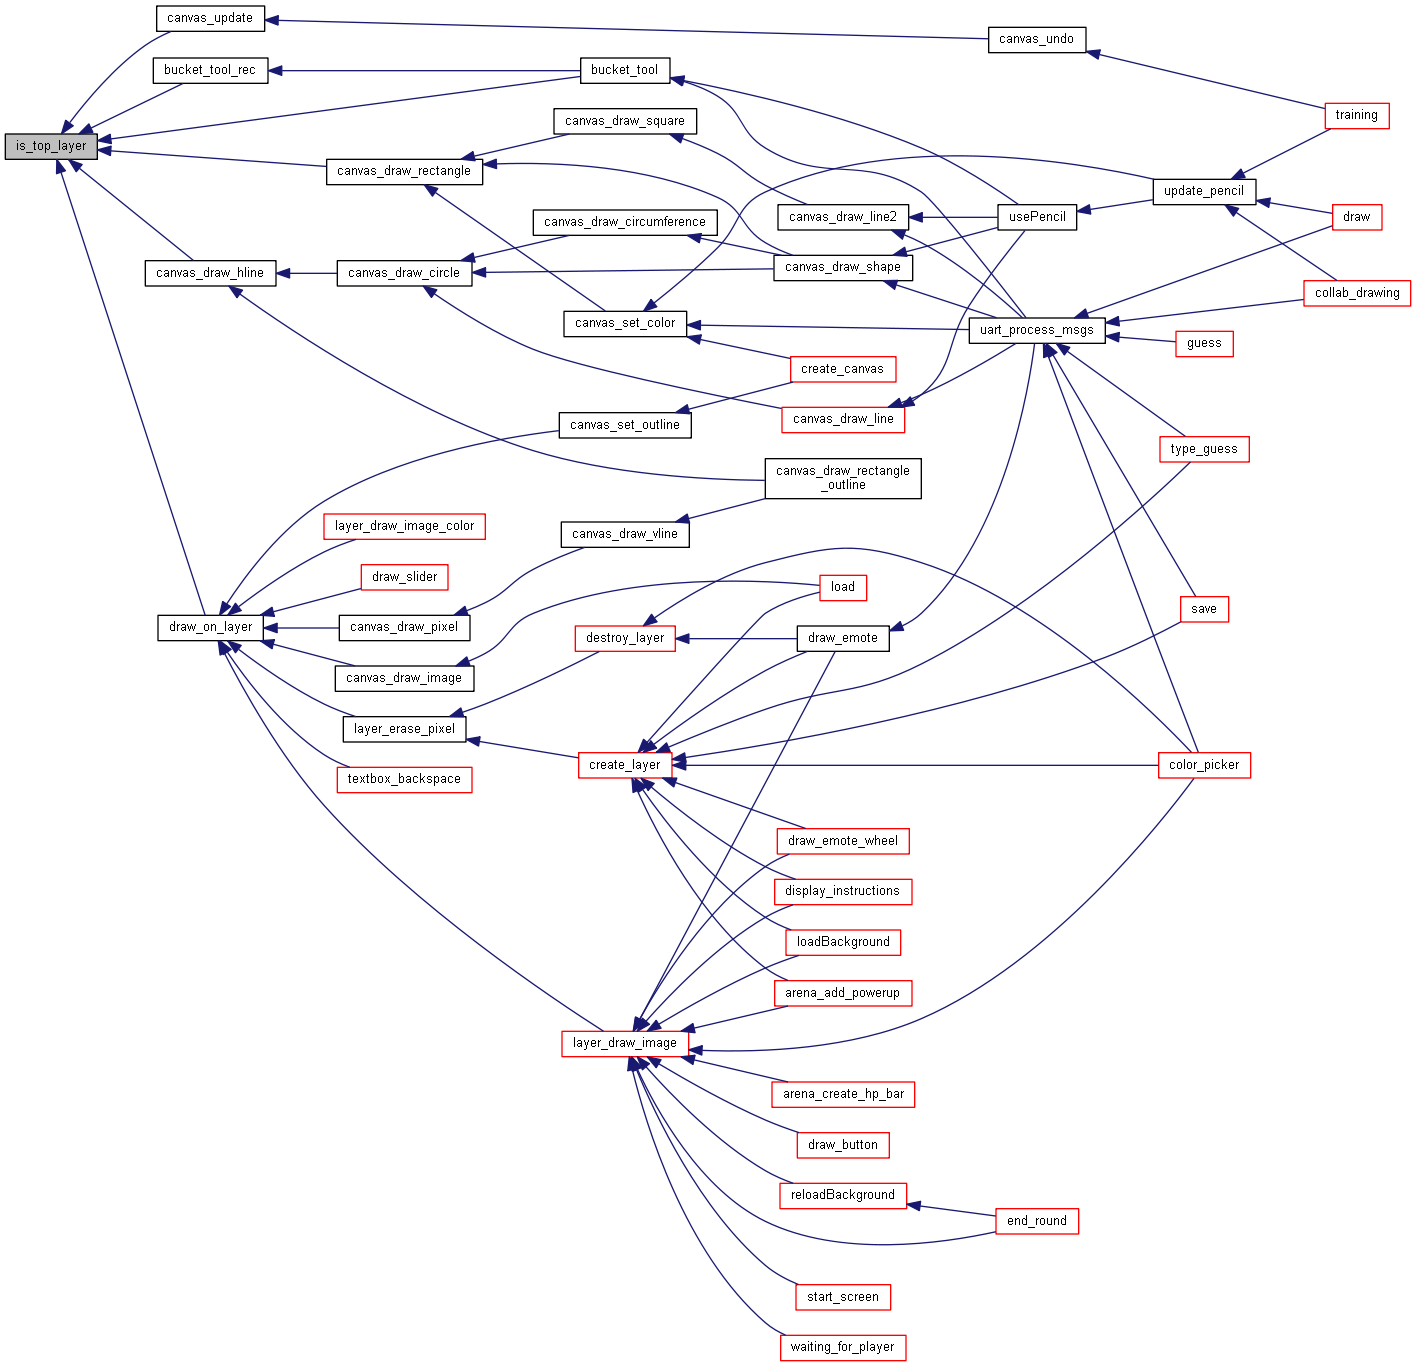 canvas_update
canvas_undo
bucket_tool_rec
bucket_tool
training
canvas_draw_square
is_top_layer
canvas_draw_rectangle
update_pencil
canvas_draw_circumference
canvas_draw_line2
usePencil
draw
canvas_draw_hline
canvas_draw_circle
canvas_draw_shape
collab_drawing
canvas_set_color
uart_process_msgs
guess
create_canvas
canvas_draw_line
canvas_set_outline
type_guess
canvas_draw_rectangle
_outline
layer_draw_image_color
canvas_draw_vline
draw_slider
load
save
draw_on_layer
canvas_draw_pixel
destroy_layer
draw_emote
canvas_draw_image
layer_erase_pixel
create_layer
color_picker
textbox_backspace
draw_emote_wheel
display_instructions
loadBackground
arena_add_powerup
layer_draw_image
arena_create_hp_bar
draw_button
reloadBackground
end_round
start_screen
waiting_for_player